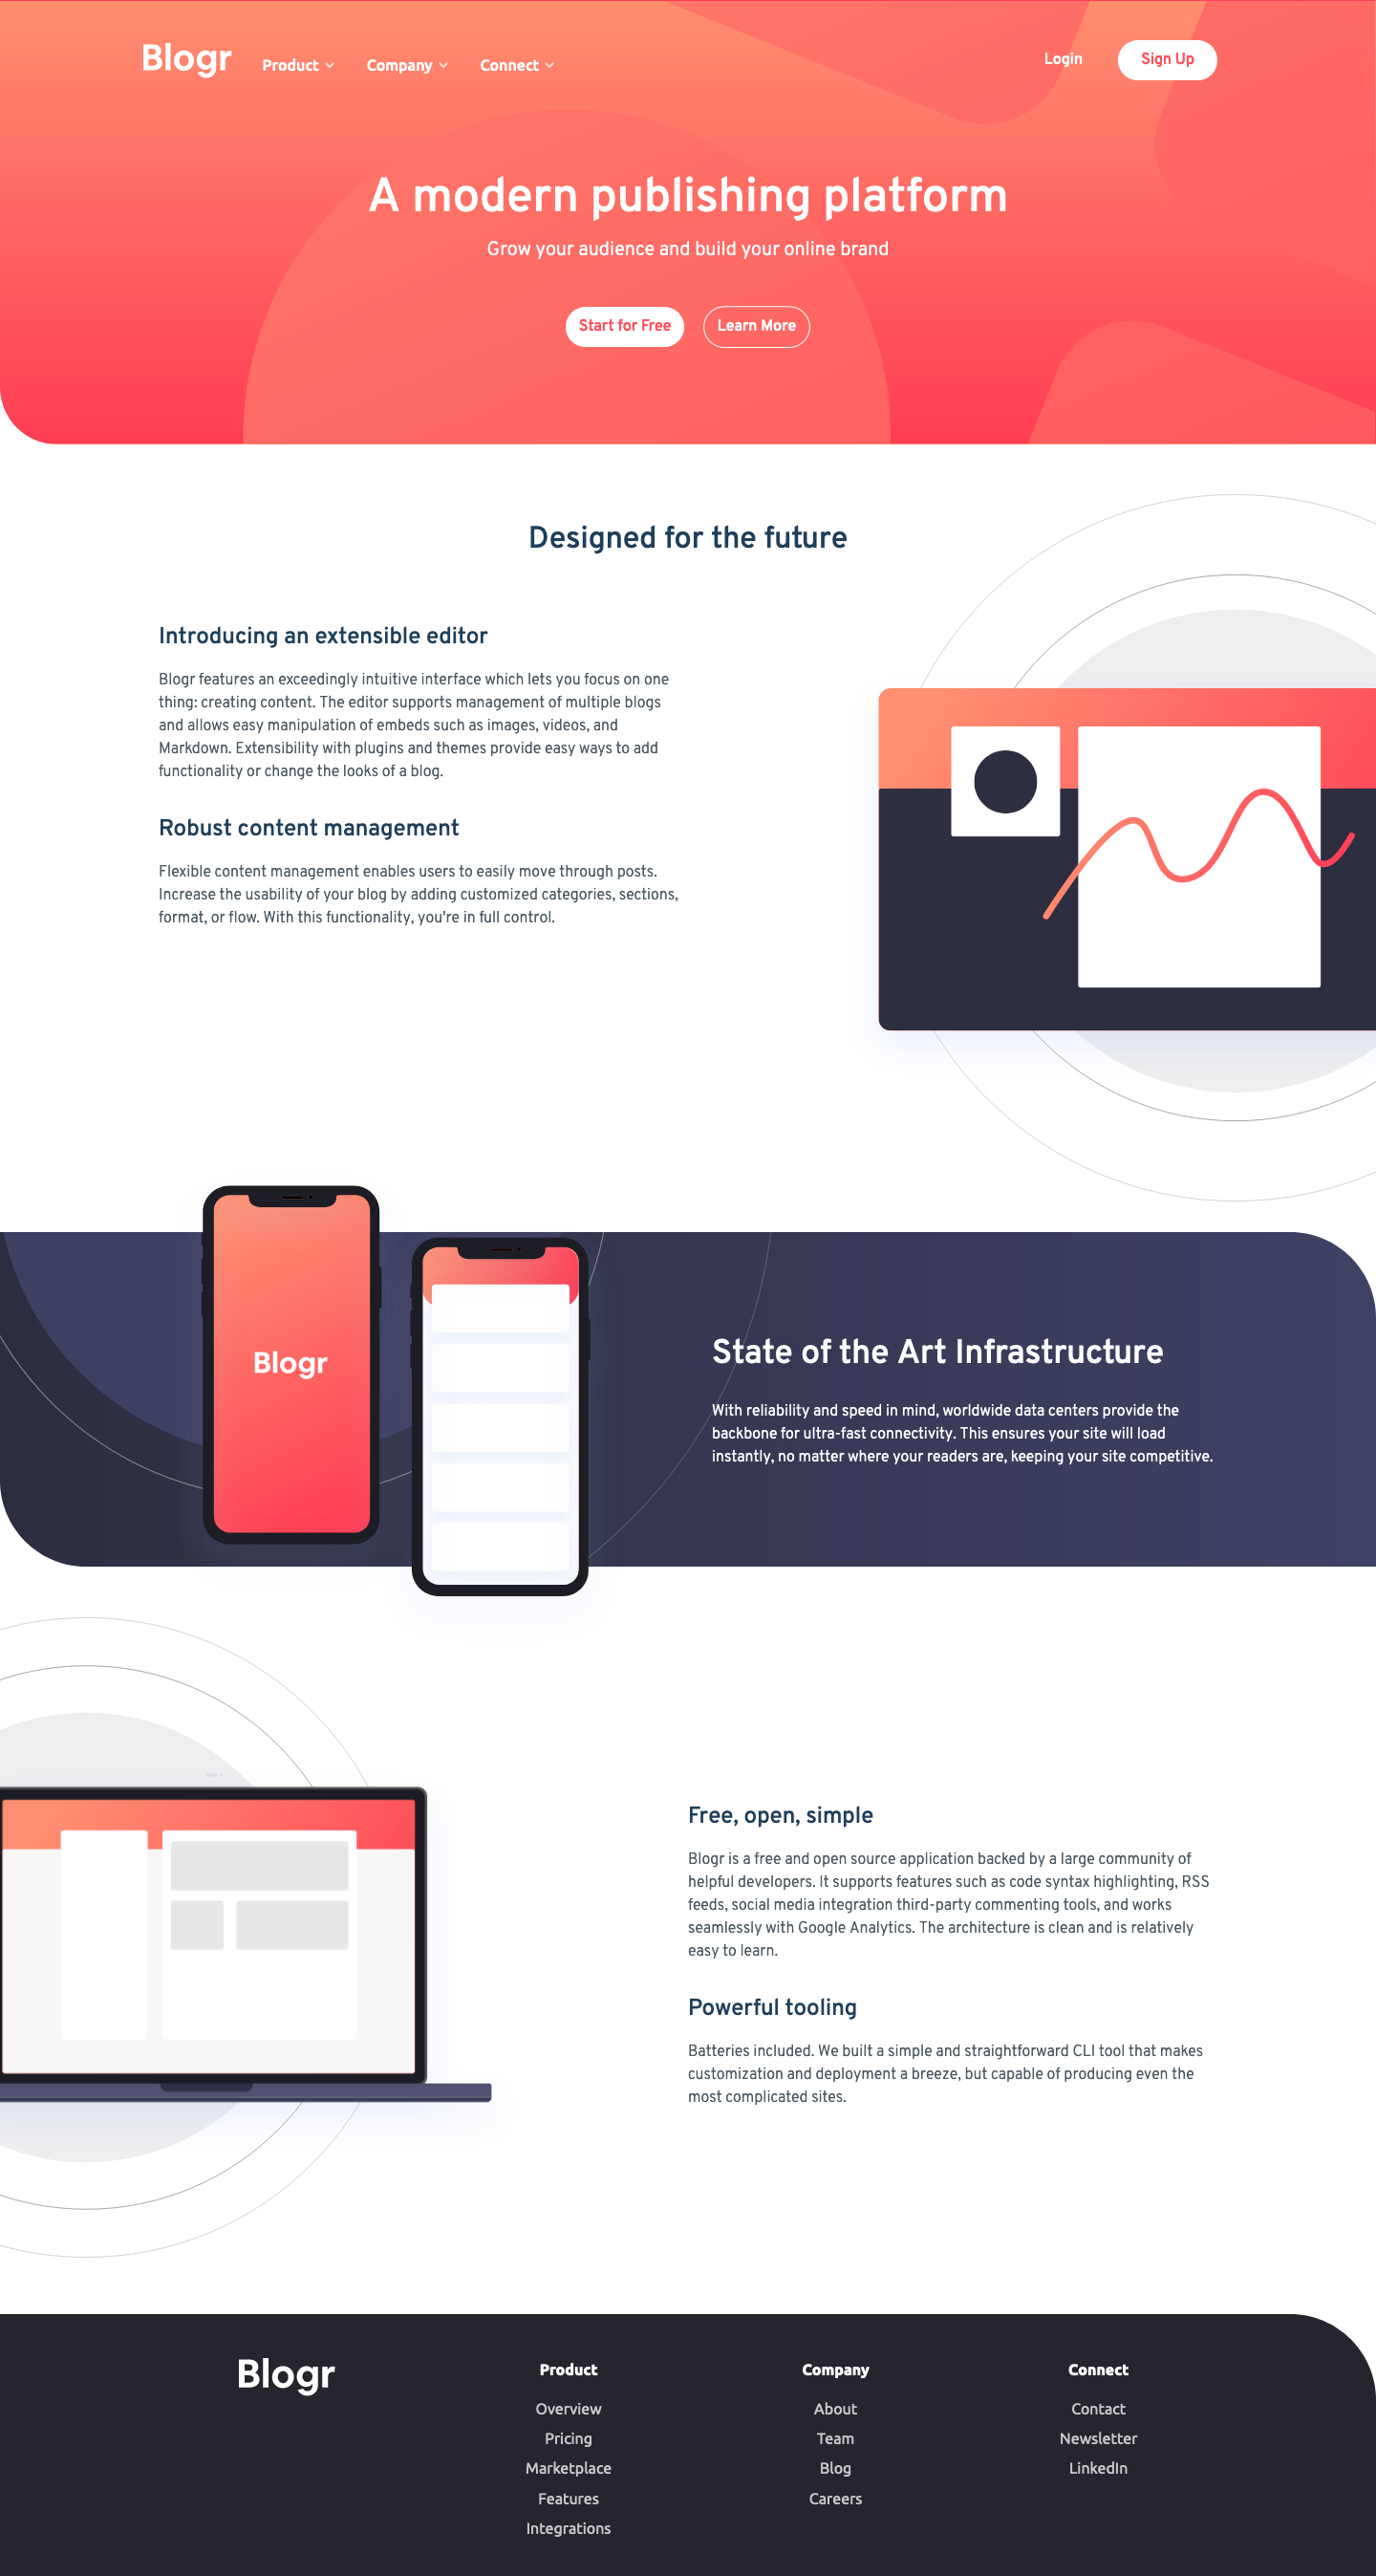 Blogr Product Company Connect Login Sign Up
A modern publishing platform
Grow your audience and build your online brand
Start for Free Learn More
Designed for the future
Introducing an extensible editor
Blogr features an exceedingly intuitive interface which lets you focus on one
thing: creating content. The editor supports management of multiple blogs
and allows easy manipulation of embeds such as images, videos, and
Markdown. Extensibility with plugins and themes provide easy ways to add
functionality or change the looks of a blog.
Robust content management
Flexible content management enables users to easily move through posts.
Increase the usability of your blog by adding customized categories, sections,
format, or flow. With this functionality, you're in full control.
Blogr
State of the Art Infrastructure
With reliability and speed in mind, worldwide data centers provide the
backbone for ultra-fast connectivity. This ensures your site will load
instantly, no matter where your readers are, keeping your site competitive.
Free, open, simple
Blogr is a free and open source application backed by a large community of
helpful developers. It supports features such as code syntax highlighting, RSS
feeds, social media integration third-party commenting tools, and works
seamlessly with Google Analytics. The architecture is clean and is relatively
easy to learn.
Powerful tooling
Batteries included. We built a simple and straightforward CLI tool that makes
customization and deployment a breeze, but capable of producing even the
most complicated sites.
Blogr
Product
Overview
Pricing
Marketplace
Features
Integrations
Company
About
Team
Blog
Careers
Connect
Contact
Newsletter
LinkedIn